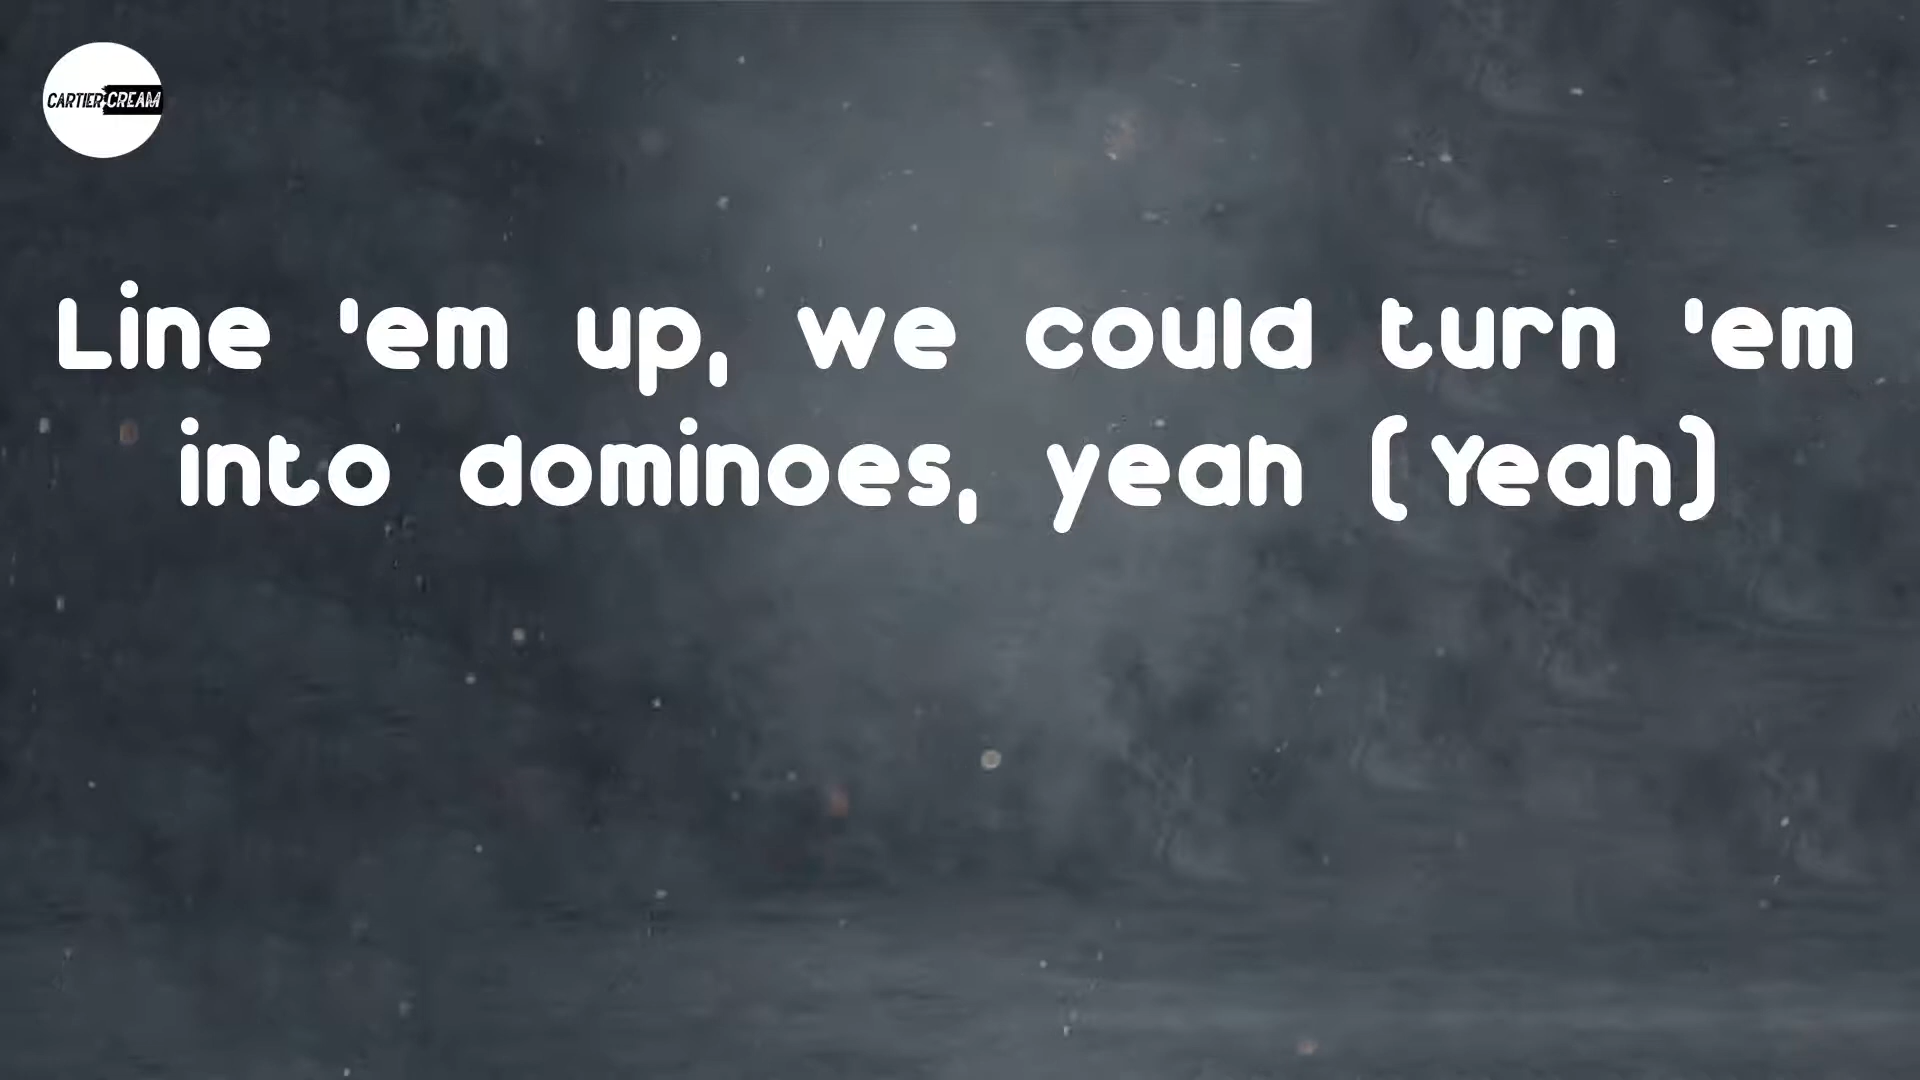 CARTIER CREAM
Line 'em up, we could turn 'em
into dominoes, yeah (Yeah)